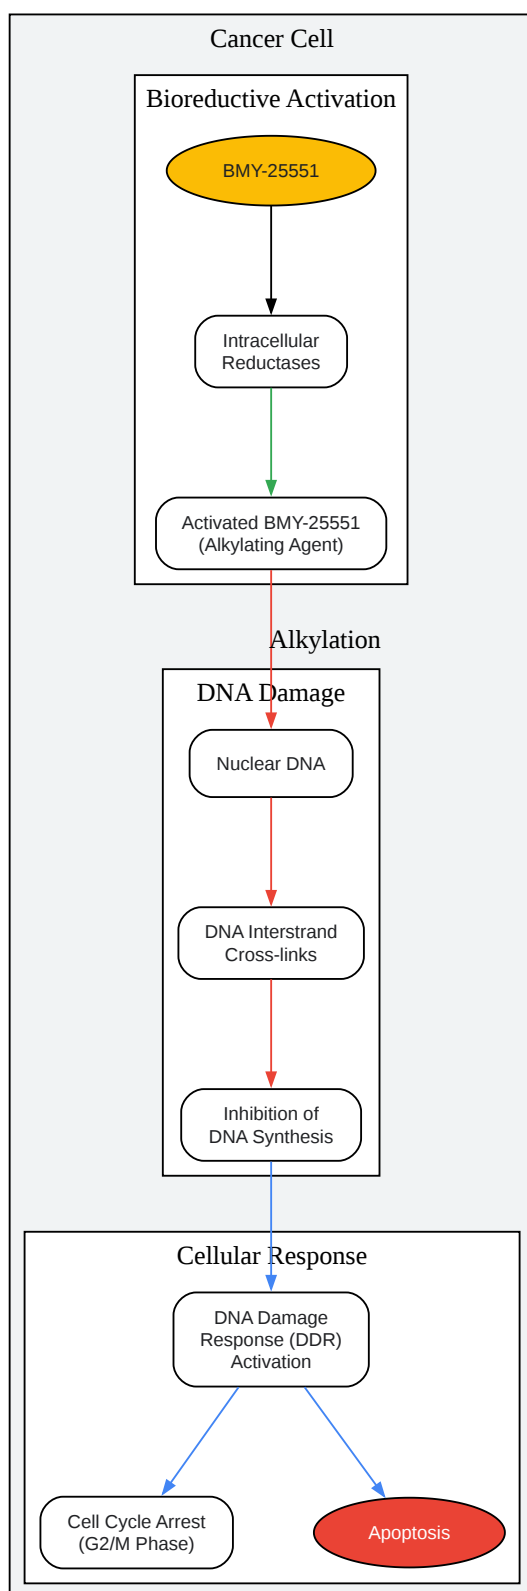 Cancer Cell
Bioreductive Activation
BMY-25551
Intracellular
Reductases
Activated BMY-25551
(Alkylating Agent)
Alkylation
DNA Damage
Nuclear DNA
DNA Interstrand
Cross-links
Inhibition of
DNA Synthesis
Cellular Response
DNA Damage
Response (DDR)
Activation
Cell Cycle Arrest
(G2/M Phase)
Apoptosis